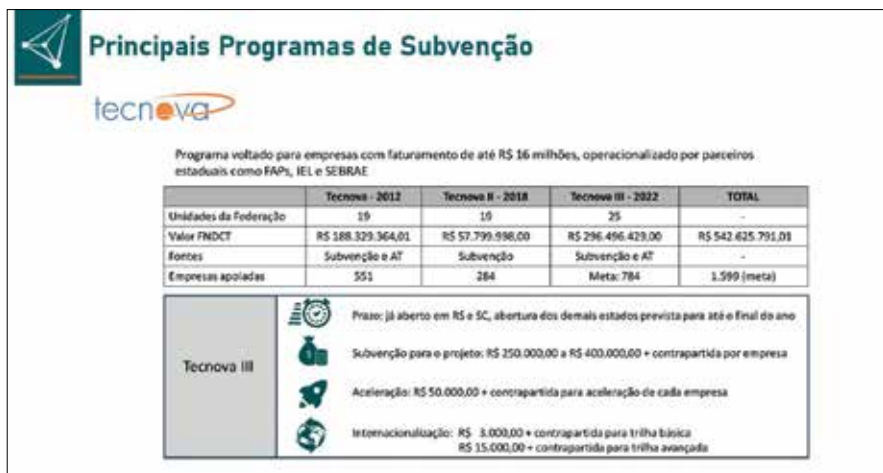 Principais Programas de Subvenção
tecnova
Programa voltado para empresas com faturamento de até R$ 16 milhões, operacionalizado por parceiros
estaduais como FAPs, IEL e SEBRAE
Tecnova - 2012 Tecnova II - 2018 Tecnova III - 2022 TOTAL
Unidades da Federação 19 19 25 -
Valor FNDCT R$ 188.329.364,01 R$ 57.799.998,00 R$ 296.496.429,00 R$ 542.625.791,01
Fontes Subvenção e AT Subvenção Subvenção e AT -
Empresas apoiadas 551 264 Meta: 784 1.599 (meta)
Tecnova III
Prazo: já aberto em RS e SC, abertura dos demais estados prevista para até o final do ano
Subvenção para o projeto: R$ 250.000,00 a R$ 400.000,00 + contrapartida por empresa
Aceleração: R$ 50.000,00 + contrapartida para aceleração de cada empresa
Internacionalização: R$ 3.000,00 + contrapartida para trilha básica
R$ 15.000,00 + contrapartida para trilha avançada